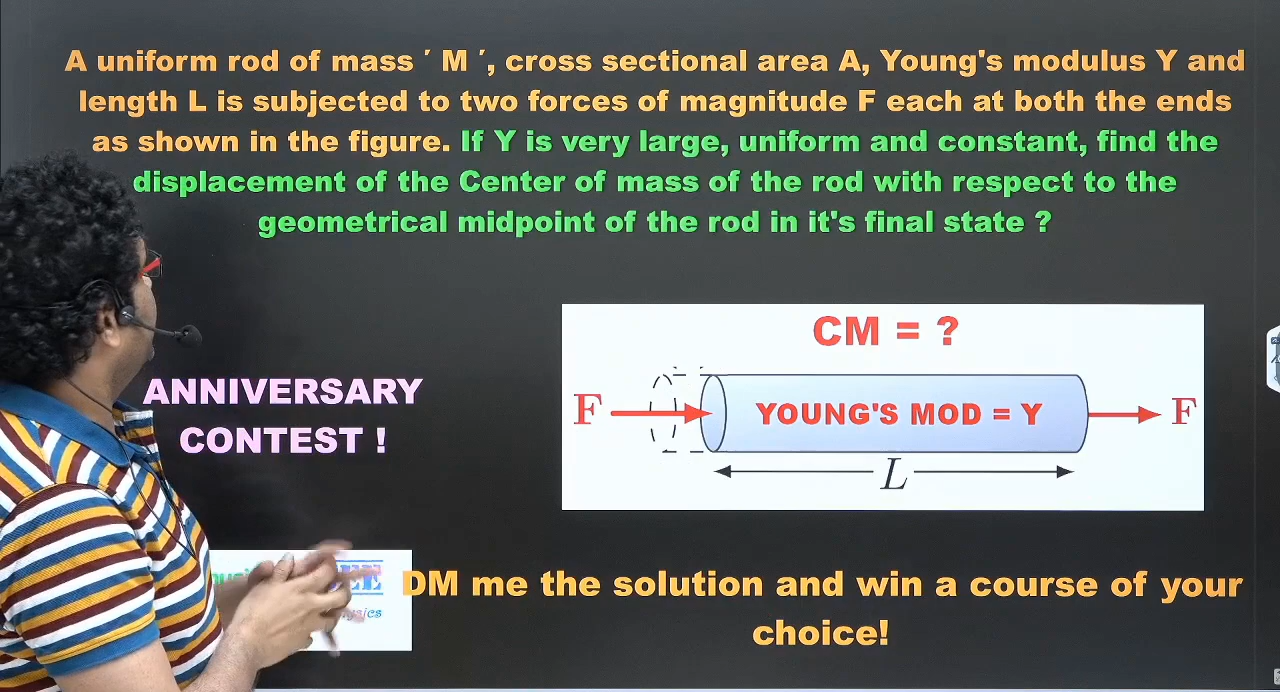 A uniform rod of mass ′ M ′, cross sectional area A, Young's modulus Y and
length L is subjected to two forces of magnitude F each at both the ends
as shown in the figure. If Y is very large, uniform and constant, find the
displacement of the Center of mass of the rod with respect to the
geometrical midpoint of the rod in it's final state ?
CM = ?
F
YOUNG'S MOD = Y
F
L
ANNIVERSARY
CONTEST !
DM me the solution and win a course of your
choice!